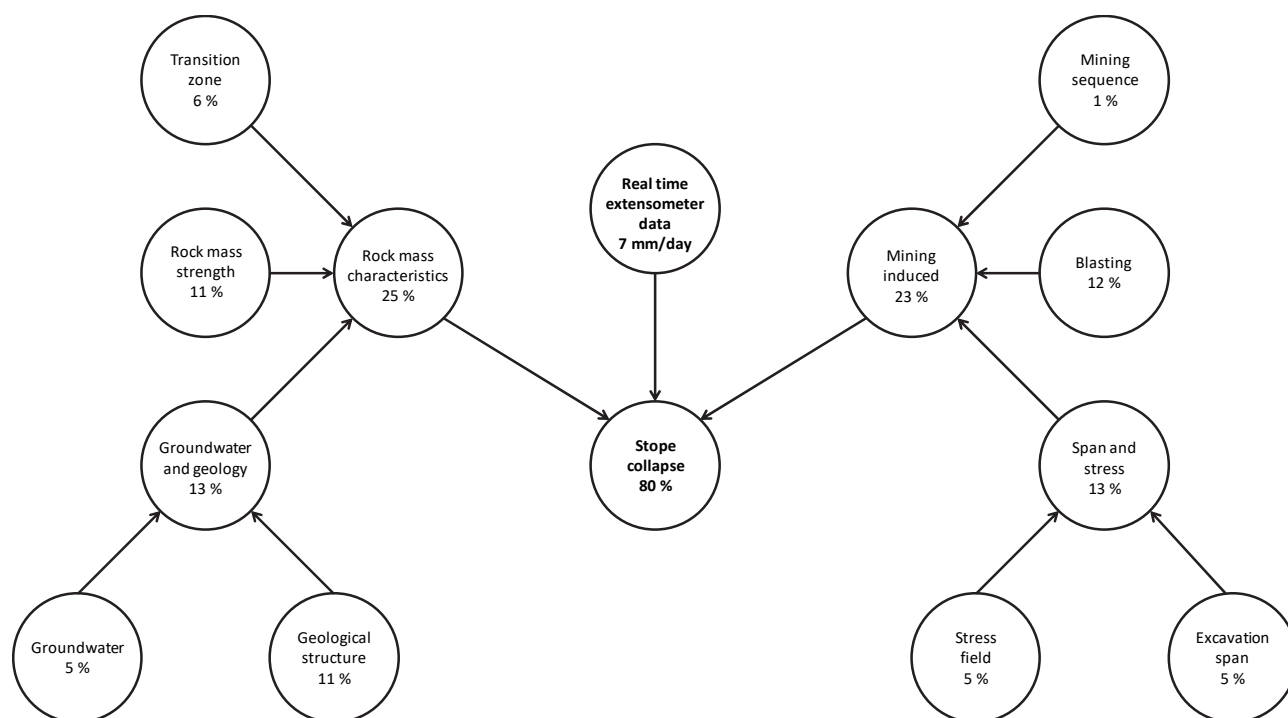 Transition
zone
6 %
Mining
sequence
1 %
Real time
extensometer
data
7 mm/day
Rock mass
strength
11 %
Rock mass
characteristics
25 %
Mining
induced
23 %
Blasting
12 %
Groundwater
and geology
13 %
Stope
collapse
80 %
Span and
stress
13 %
Groundwater
5 %
Geological
structure
11 %
Stress
field
5 %
Excavation
span
5 %